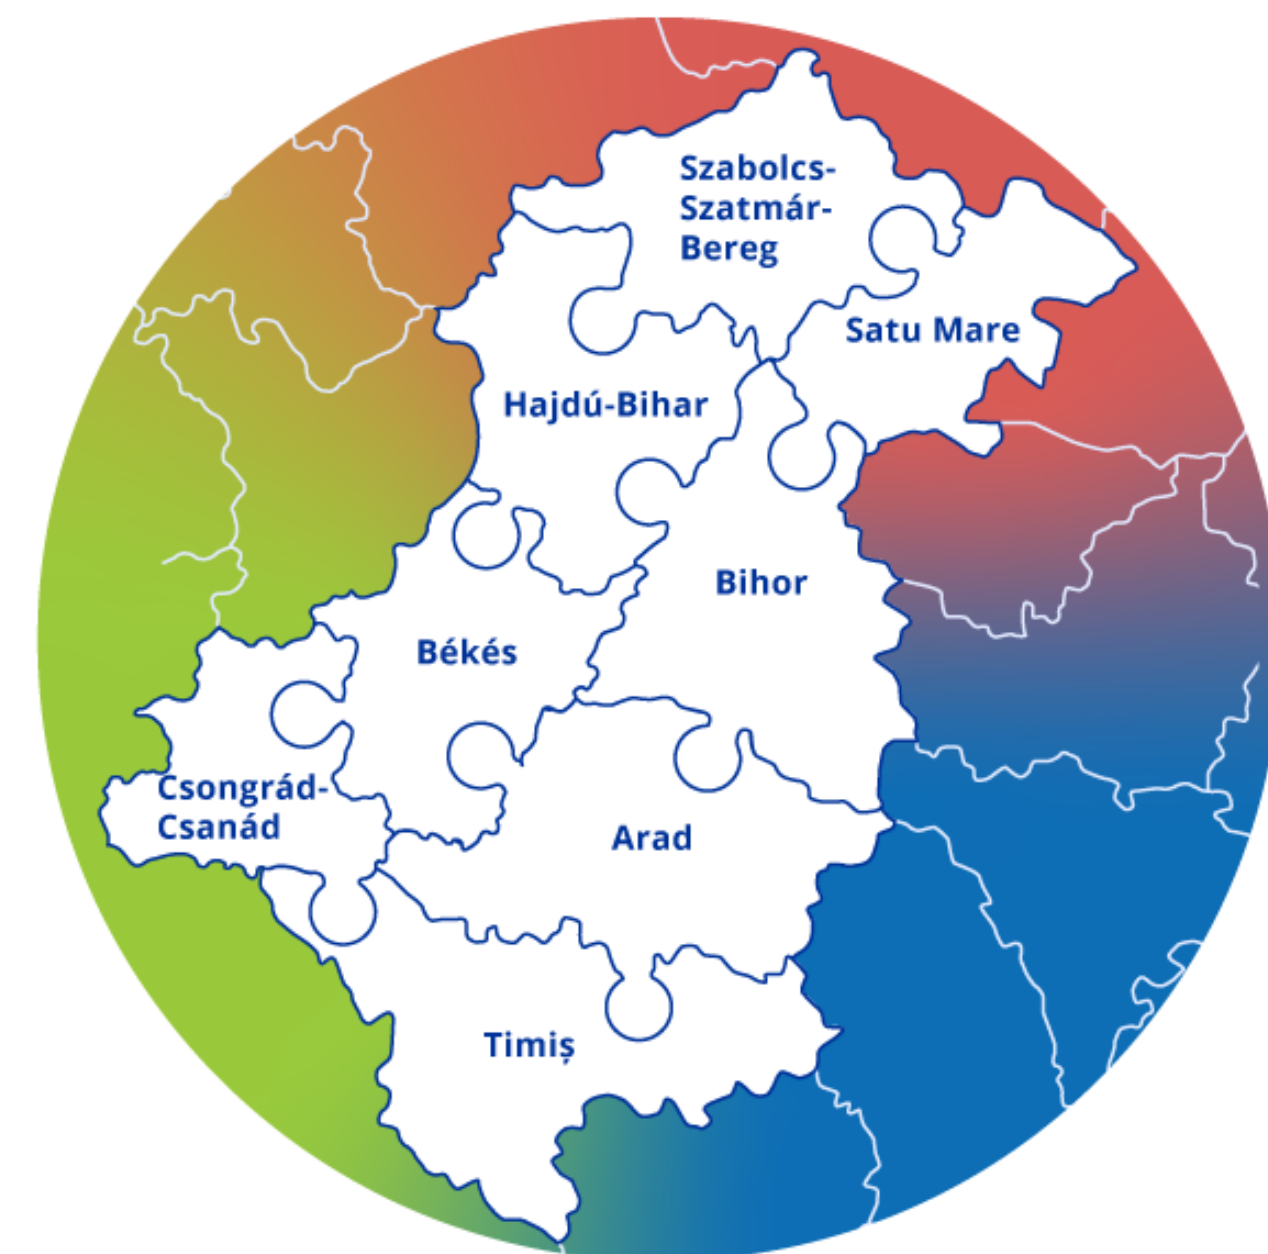 Szabolcs-
Szatmár-
Bereg
Satu Mare
Hajdú-Bihar
Bihor
Békés
Csongrád-
Csanád
Arad
Timiș